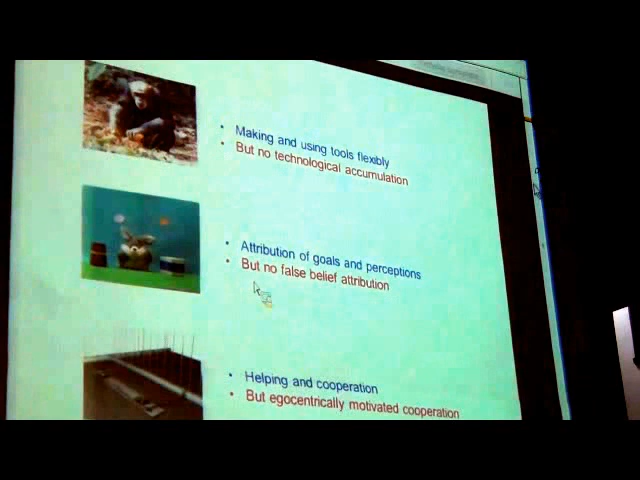 • Making and using tools flexibly
• But no technological accumulation
• Attribution of goals and perceptions
• But no false belief attribution
• Helping and cooperation
• But egocentrically motivated cooperation